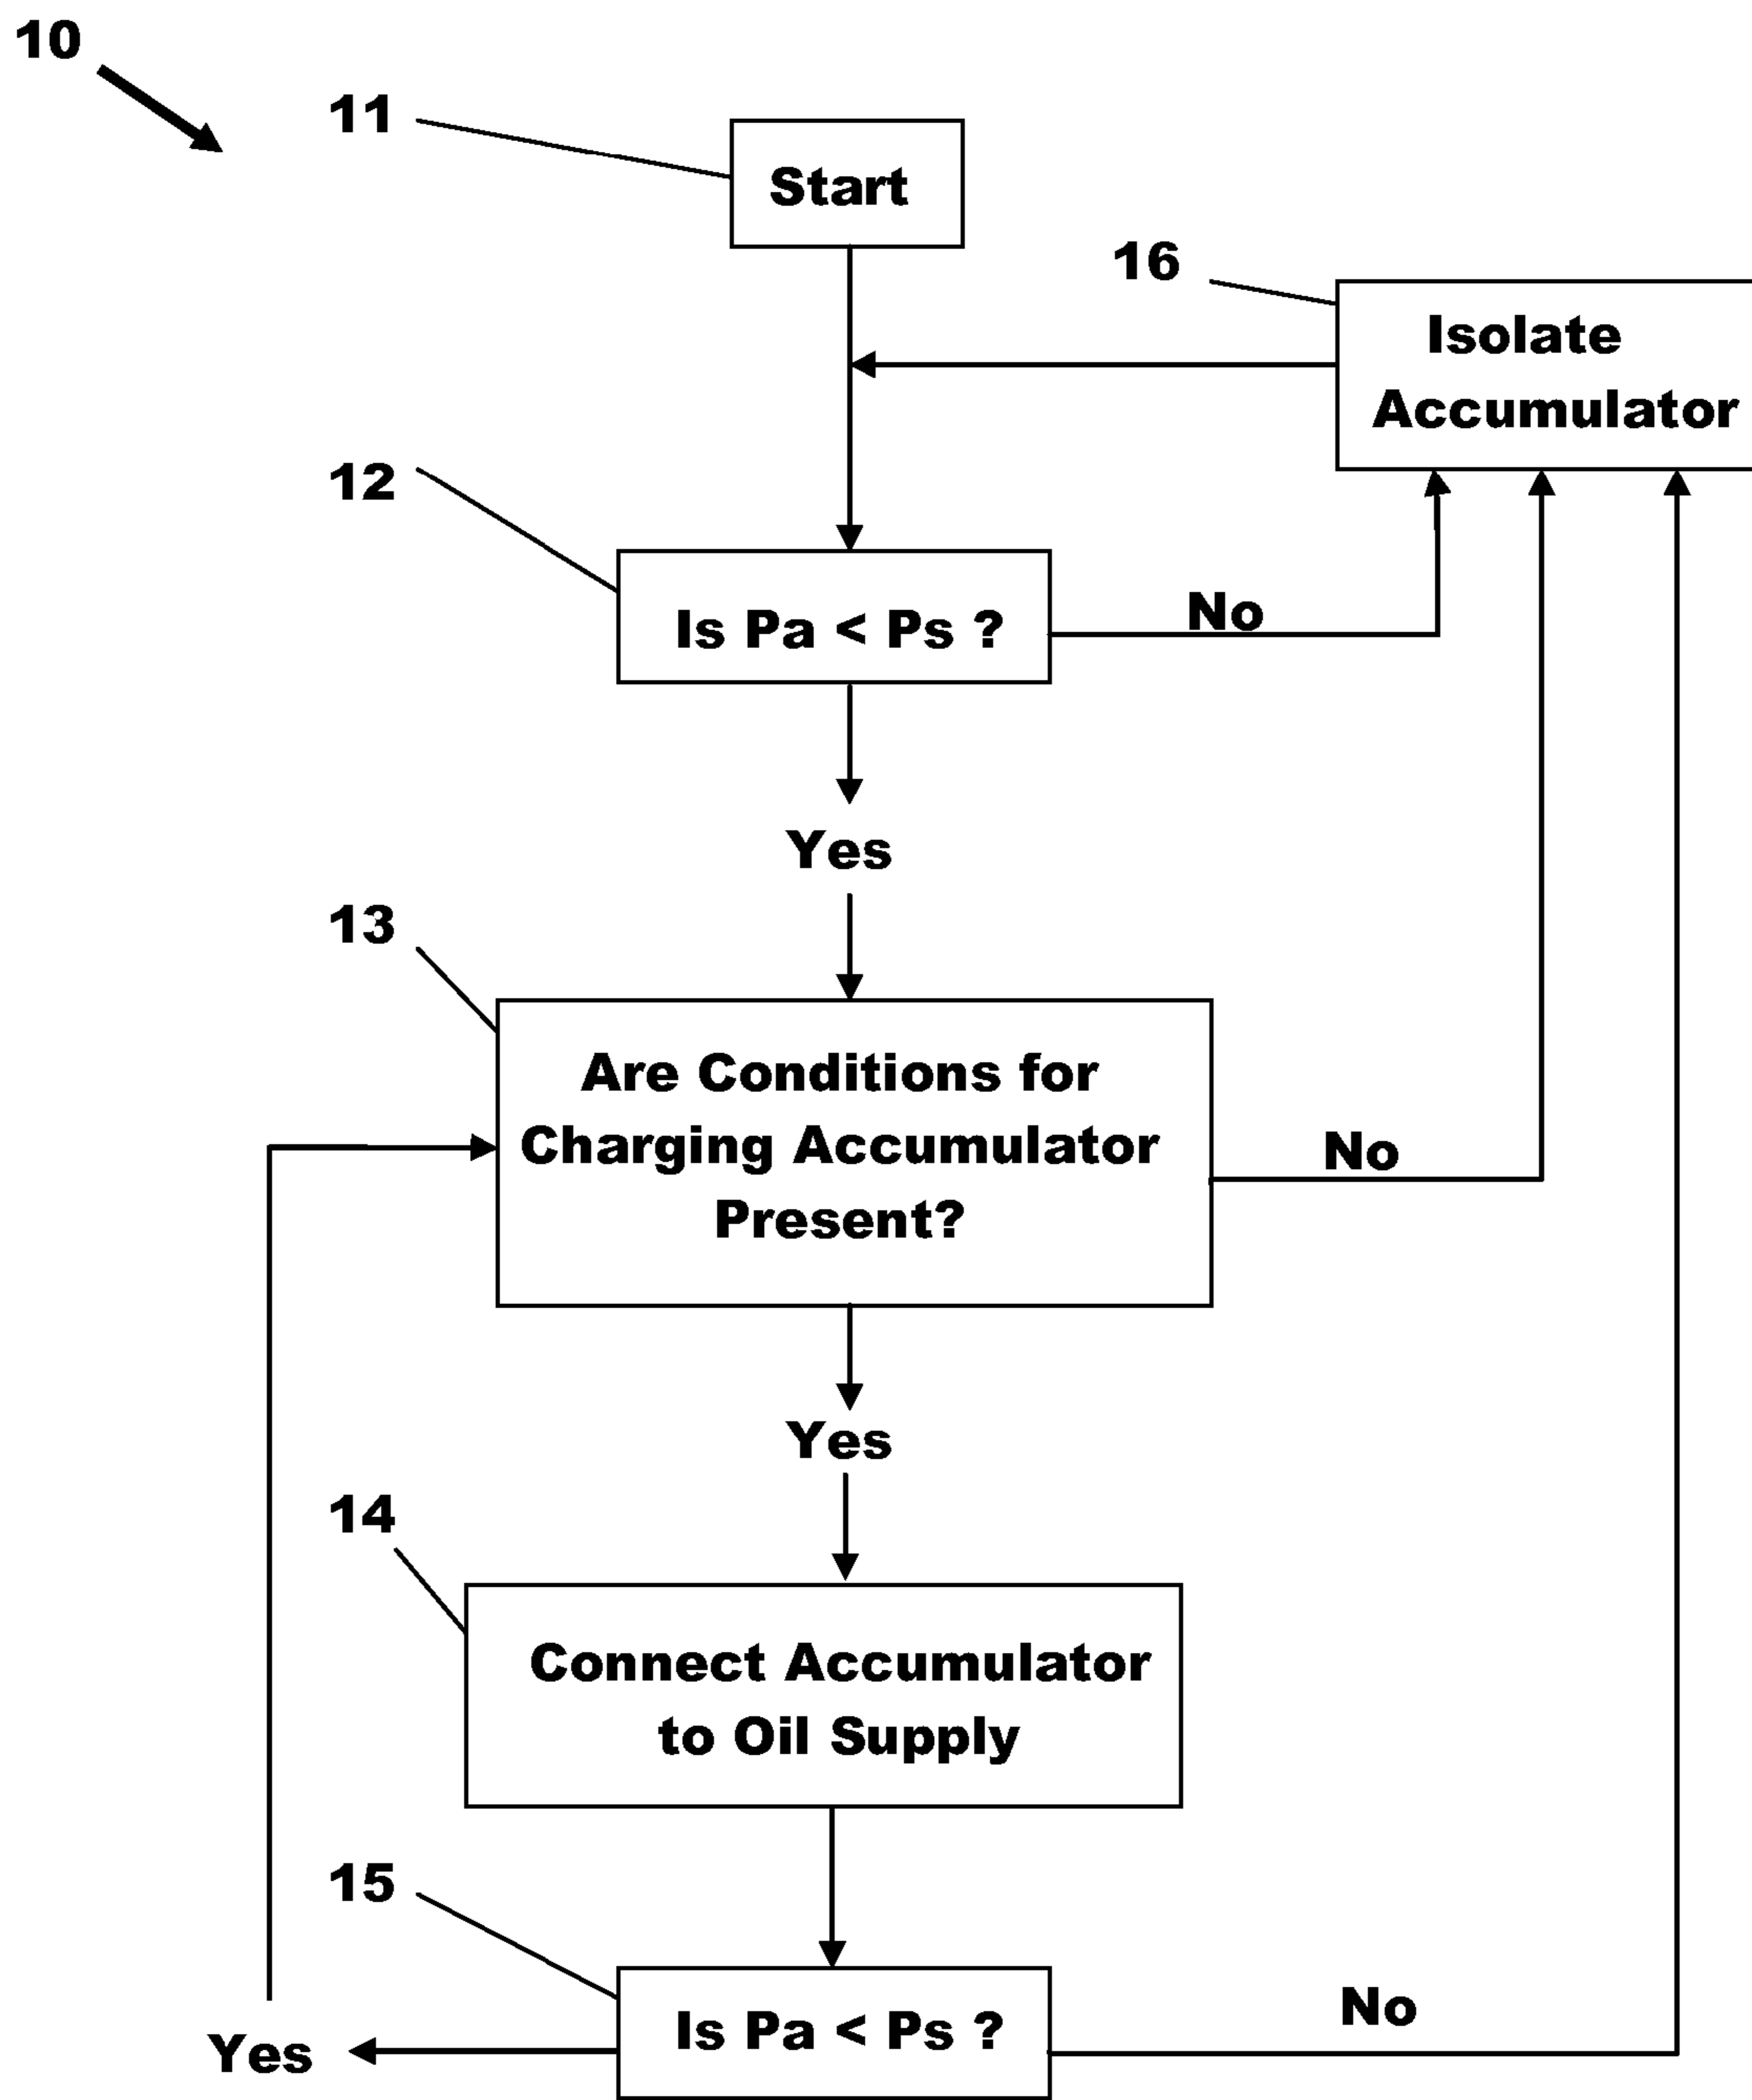 10
11
Start
16
Isolate
Accumulator
12
Is Pa < Ps ?
No
Yes
13
Are Conditions for
Charging Accumulator
Present?
No
Yes
14
Connect Accumulator
to Oil Supply
15
Is Pa < Ps ?
No
Yes